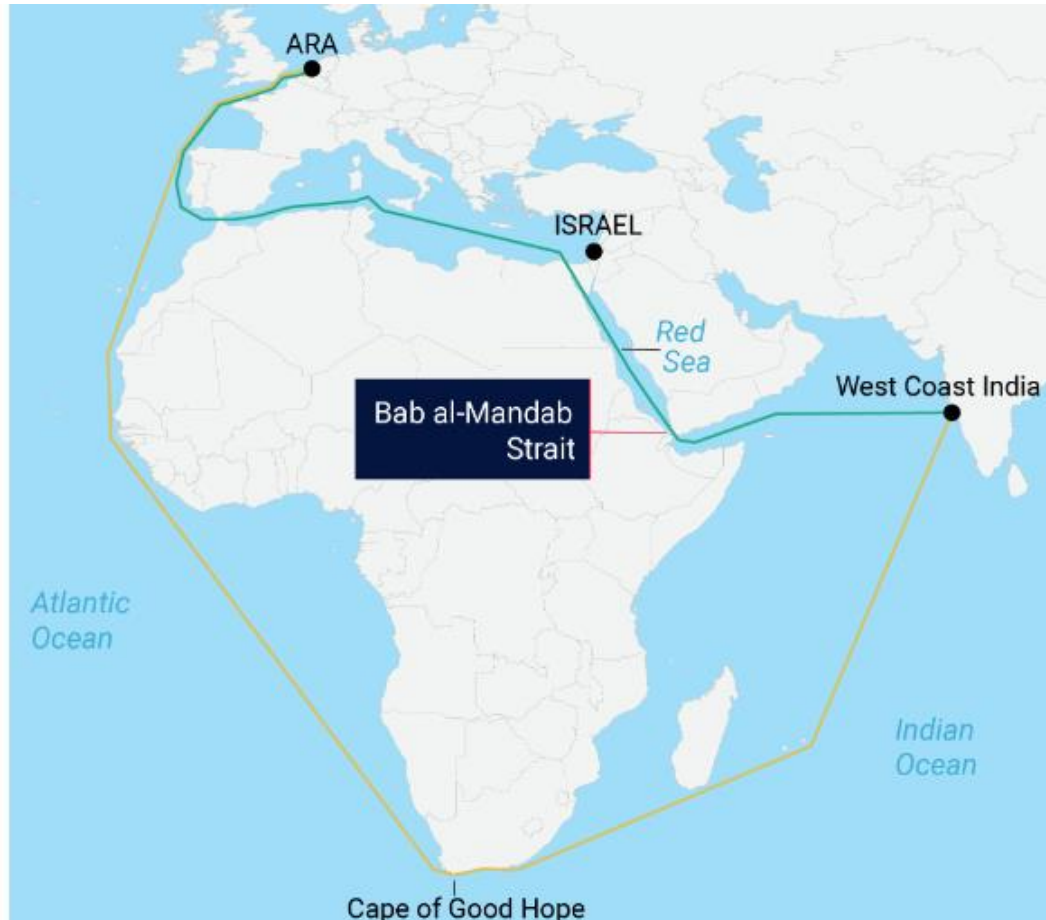 ARA
ISRAEL
Red
Sea
West Coast India
Bab al-Mandab
Strait
Atlantic
Ocean
Indian
Ocean
Cape of Good Hope